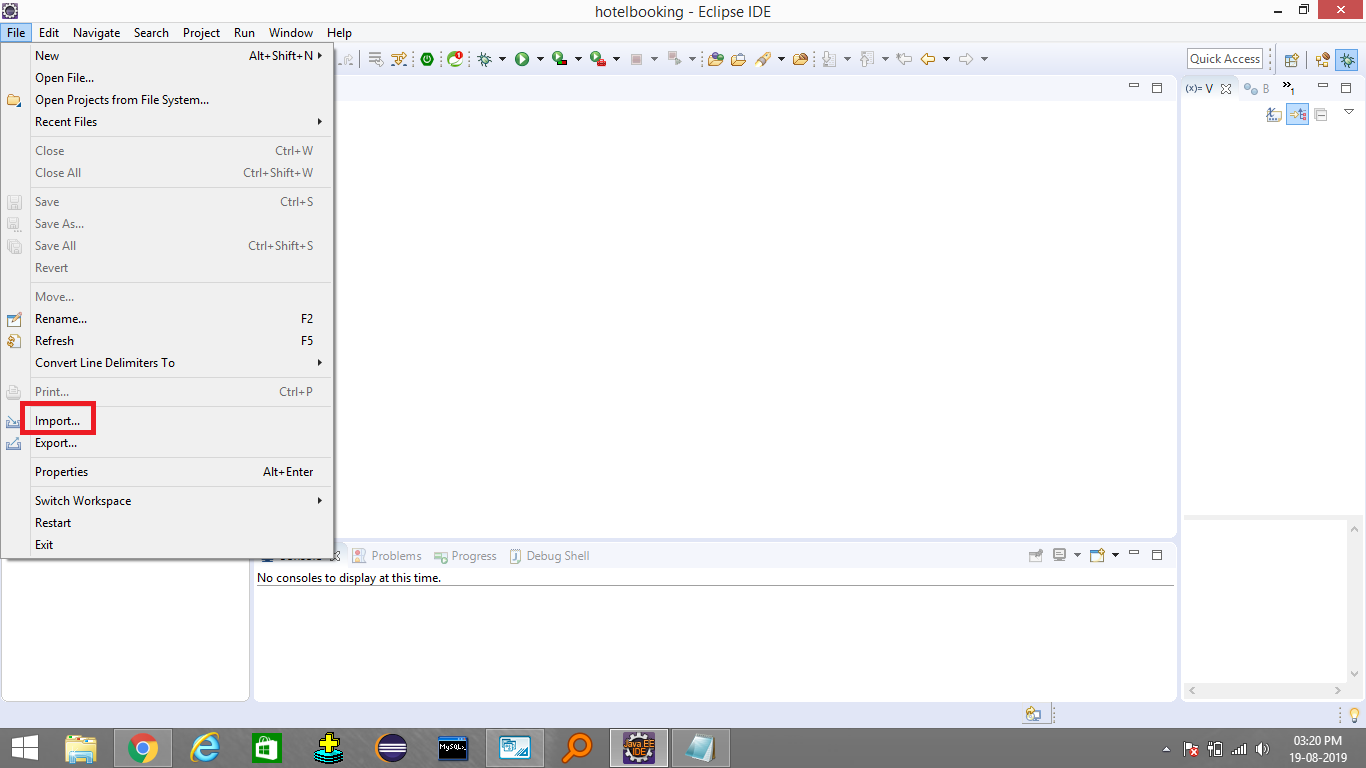 hotelbooking - Eclipse IDE
File Edit Navigate Search Project Run Window Help
New Alt+Shift+N
Open File...
Open Projects from File System...
Recent Files
Close Ctrl+W
Close All Ctrl+Shift+W
Save Ctrl+S
Save As...
Save All Ctrl+Shift+S
Revert
Move...
Rename... F2
Refresh F5
Convert Line Delimiters To
Print... Ctrl+P
Import...
Export...
Properties Alt+Enter
Switch Workspace
Restart
Exit
Quick Access
(x)= V B »1
Problems Progress Debug Shell
No consoles to display at this time.
MySQL
Java EE
IDE
03:20 PM
19-08-2019